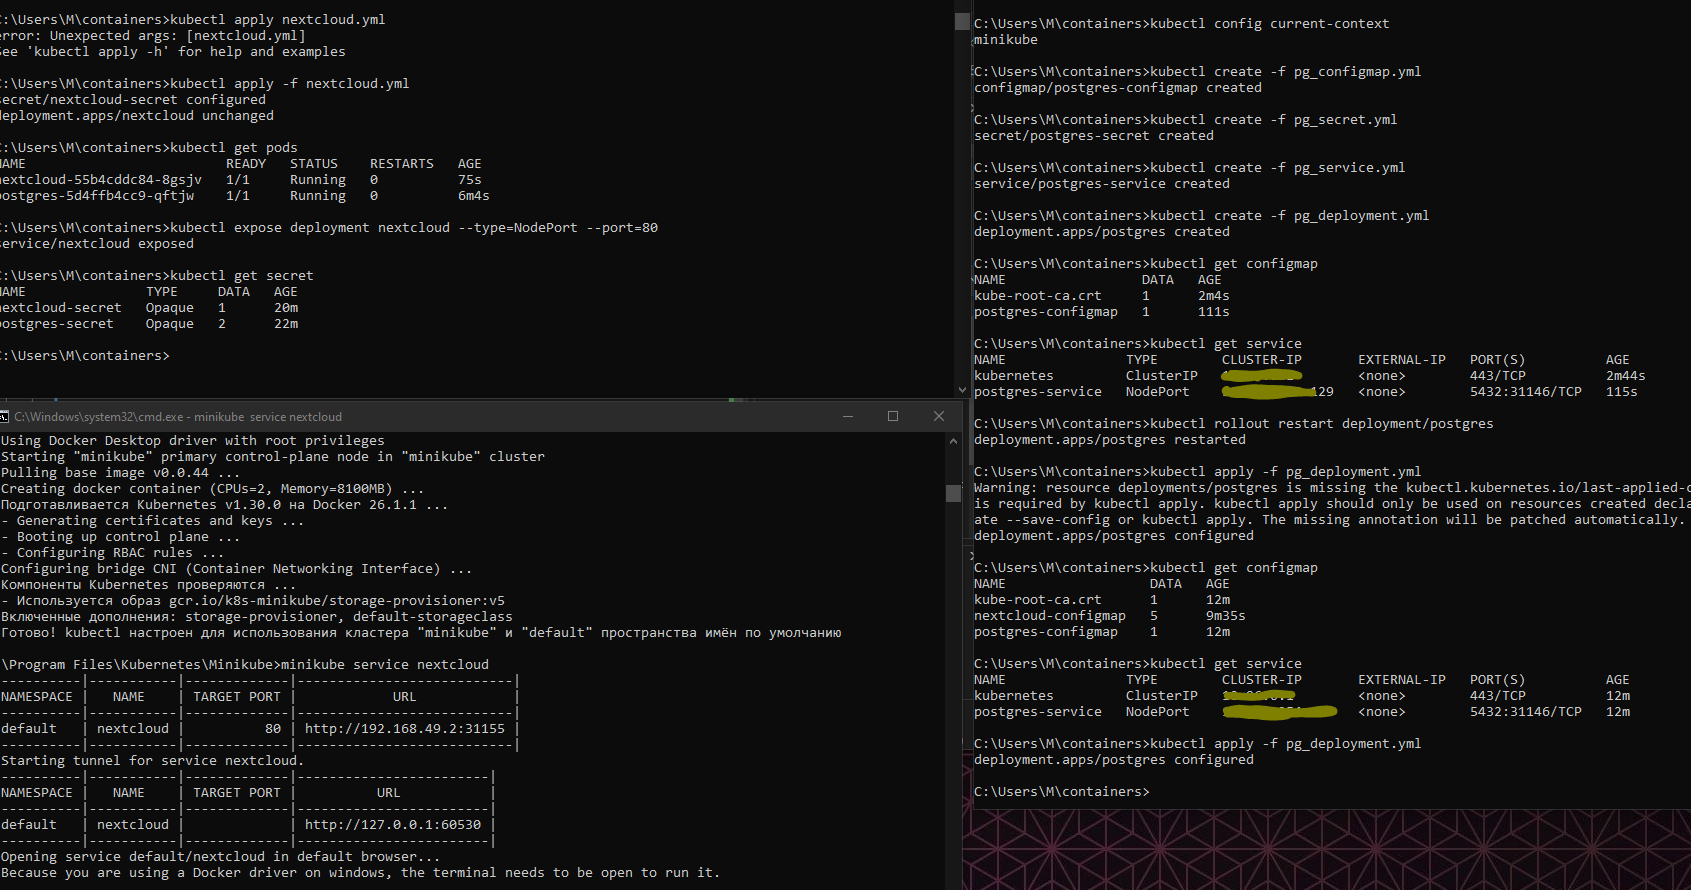 :\Users\M\containers>kubectl apply nextcloud.yml
error: Unexpected args: [nextcloud.yml]
See 'kubectl apply -h' for help and examples
:\Users\M\containers>kubectl apply -f nextcloud.yml
secret/nextcloud-secret configured
deployment.apps/nextcloud unchanged
:\Users\M\containers>kubectl get pods
NAME READY STATUS RESTARTS AGE
nextcloud-55b4cddc84-8gsjv 1/1 Running 0 75s
postgres-5d4ffb4cc9-qftjw 1/1 Running 0 6m4s
:\Users\M\containers>kubectl expose deployment nextcloud --type=NodePort --port=80
service/nextcloud exposed
:\Users\M\containers>kubectl get secret
NAME TYPE DATA AGE
nextcloud-secret Opaque 1 20m
postgres-secret Opaque 2 22m
:\Users\M\containers>
C:\Windows\system32\cmd.exe - minikube service nextcloud
Using Docker Desktop driver with root privileges
Starting "minikube" primary control-plane node in "minikube" cluster
Pulling base image v0.0.44 ...
Creating docker container (CPUs=2, Memory=8100MB) ...
Подготавливается Kubernetes v1.30.0 на Docker 26.1.1 ...
- Generating certificates and keys ...
- Booting up control plane ...
- Configuring RBAC rules ...
Configuring bridge CNI (Container Networking Interface) ...
Компоненты Kubernetes проверяются ...
- Используется образ gcr.io/k8s-minikube/storage-provisioner:v5
Включенные дополнения: storage-provisioner, default-storageclass
Готово! kubectl настроен для использования кластера "minikube" и "default" пространства имён по умолчанию
\Program Files\Kubernetes\Minikube>minikube service nextcloud
NAMESPACE | NAME | TARGET PORT | URL |
default | nextcloud | 80 | http://192.168.49.2:31155 |
Starting tunnel for service nextcloud.
NAMESPACE | NAME | TARGET PORT | URL |
default | nextcloud | | http://127.0.0.1:60530 |
Opening service default/nextcloud in default browser...
Because you are using a Docker driver on windows, the terminal needs to be open to run it.
C:\Users\M\containers>kubectl config current-context
minikube
C:\Users\M\containers>kubectl create -f pg_configmap.yml
configmap/postgres-configmap created
C:\Users\M\containers>kubectl create -f pg_secret.yml
secret/postgres-secret created
C:\Users\M\containers>kubectl create -f pg_service.yml
service/postgres-service created
C:\Users\M\containers>kubectl create -f pg_deployment.yml
deployment.apps/postgres created
C:\Users\M\containers>kubectl get configmap
NAME DATA AGE
kube-root-ca.crt 1 2m4s
postgres-configmap 1 111s
C:\Users\M\containers>kubectl get service
NAME TYPE CLUSTER-IP EXTERNAL-IP PORT(S) AGE
kubernetes ClusterIP <none> 443/TCP 2m44s
postgres-service NodePort 129 <none> 5432:31146/TCP 115s
C:\Users\M\containers>kubectl rollout restart deployment/postgres
deployment.apps/postgres restarted
C:\Users\M\containers>kubectl apply -f pg_deployment.yml
Warning: resource deployments/postgres is missing the kubectl.kubernetes.io/last-applied-c
is required by kubectl apply. kubectl apply should only be used on resources created decla
ate --save-config or kubectl apply. The missing annotation will be patched automatically.
deployment.apps/postgres configured
C:\Users\M\containers>kubectl get configmap
NAME DATA AGE
kube-root-ca.crt 1 12m
nextcloud-configmap 5 9m35s
postgres-configmap 1 12m
C:\Users\M\containers>kubectl get service
NAME TYPE CLUSTER-IP EXTERNAL-IP PORT(S) AGE
kubernetes ClusterIP <none> 443/TCP 12m
postgres-service NodePort <none> 5432:31146/TCP 12m
C:\Users\M\containers>kubectl apply -f pg_deployment.yml
deployment.apps/postgres configured
C:\Users\M\containers>